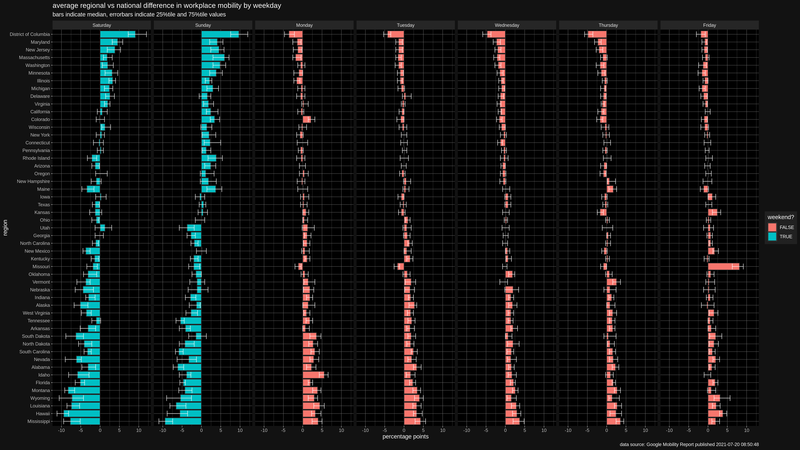 average regional vs national difference in workplace mobility by weekday
bars indicate median, errorbars indicate 25%tile and 75%tile values
Saturday Sunday Monday Tuesday Wednesday Thursday Friday
District of Columbia
Maryland
New Jersey
Massachusetts
Washington
Minnesota
Illinois
Michigan
Delaware
Virginia
California
Colorado
Wisconsin
New York
Connecticut
Pennsylvania
Rhode Island
Arizona
Oregon
New Hampshire
Maine
Iowa
Texas
Kansas
Ohio
Utah
Georgia
North Carolina
New Mexico
Kentucky
Missouri
Oklahoma
Vermont
Nebraska
Indiana
Alaska
West Virginia
Tennessee
Arkansas
South Dakota
North Dakota
South Carolina
Nevada
Alabama
Idaho
Florida
Montana
Wyoming
Louisiana
Hawaii
Mississippi
region
-10 -5 0 5 10 -10 -5 0 5 10 -10 -5 0 5 10 -10 -5 0 5 10 -10 -5 0 5 10 -10 -5 0 5 10 -10 -5 0 5 10
percentage points
weekend?
FALSE
TRUE
data source: Google Mobility Report published 2021-07-20 08:50:48